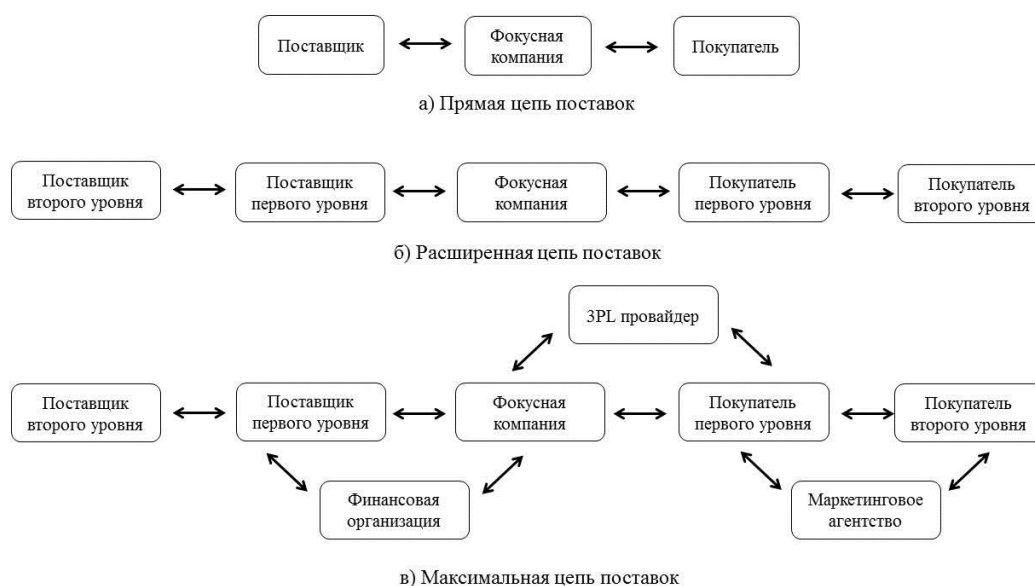 Поставщик
Фокусная
компания
Покупатель
а) Прямая цепь поставок
Поставщик
второго уровня
Поставщик
первого уровня
Фокусная
компания
Покупатель
первого уровня
Покупатель
второго уровня
б) Расширенная цепь поставок
3PL провайдер
Поставщик
второго уровня
Поставщик
первого уровня
Фокусная
компания
Покупатель
первого уровня
Покупатель
второго уровня
Финансовая
организация
Маркетинговое
агентство
в) Максимальная цепь поставок